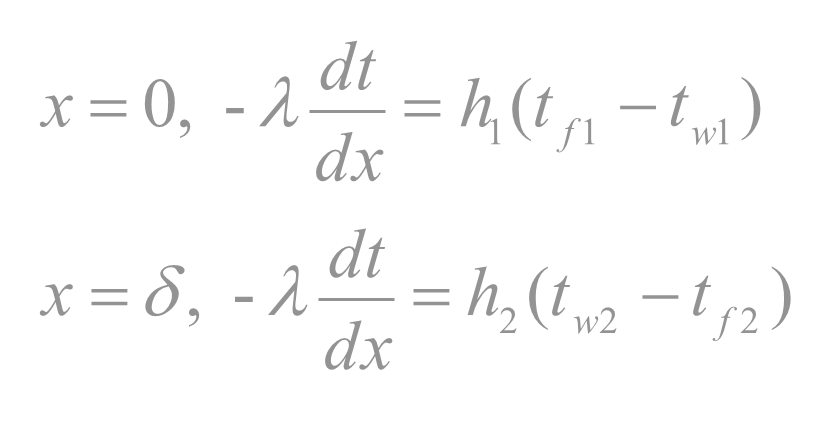 x = 0, -λ dt/dx = h₁(t_f1 − t_w1)
x = δ, -λ dt/dx = h₂(t_w2 − t_f2)